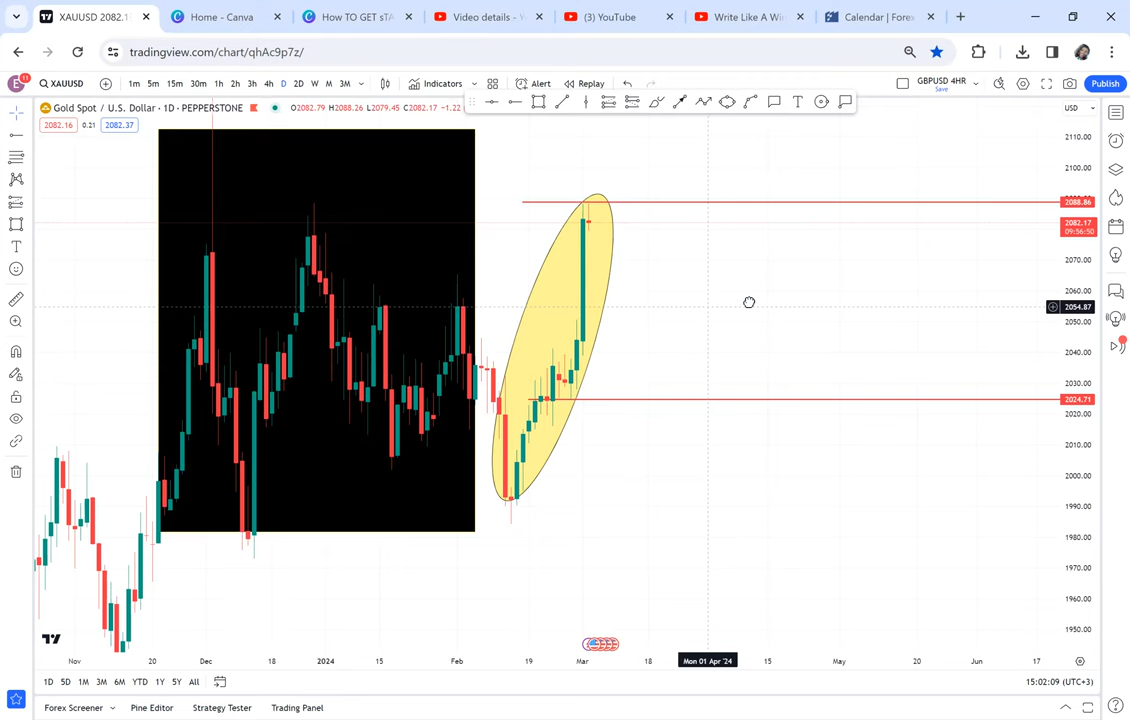 XAUUSD 2082.1
Home - Canva
How TO GET sTA
Video details - Y
(3) YouTube
Write Like A Win
Calendar | Forex
tradingview.com/chart/qhAc9p7z/
E 11 XAUUSD 1m 5m 15m 30m 1h 2h 3h 4h D 2D W M 3M Indicators Alert Replay GBPUSD 4HR Save Publish
Gold Spot / U.S. Dollar · 1D · PEPPERSTONE O2082.79 H2088.26 L2079.45 C2082.17 −1.22 USD
2082.16 0.21 2082.37
2110.00
2100.00
2088.86
2082.17
09:56:50
2070.00
2060.00
2054.87
2050.00
2040.00
2030.00
2024.71
2020.00
2010.00
2000.00
1990.00
1980.00
1970.00
1960.00
1950.00
Nov 20 Dec 18 2024 15 Feb 19 Mar 18 Mon 01 Apr '24 15 May 20 Jun 17
1D 5D 1M 3M 6M YTD 1Y 5Y All 15:02:09 (UTC+3)
Forex Screener Pine Editor Strategy Tester Trading Panel